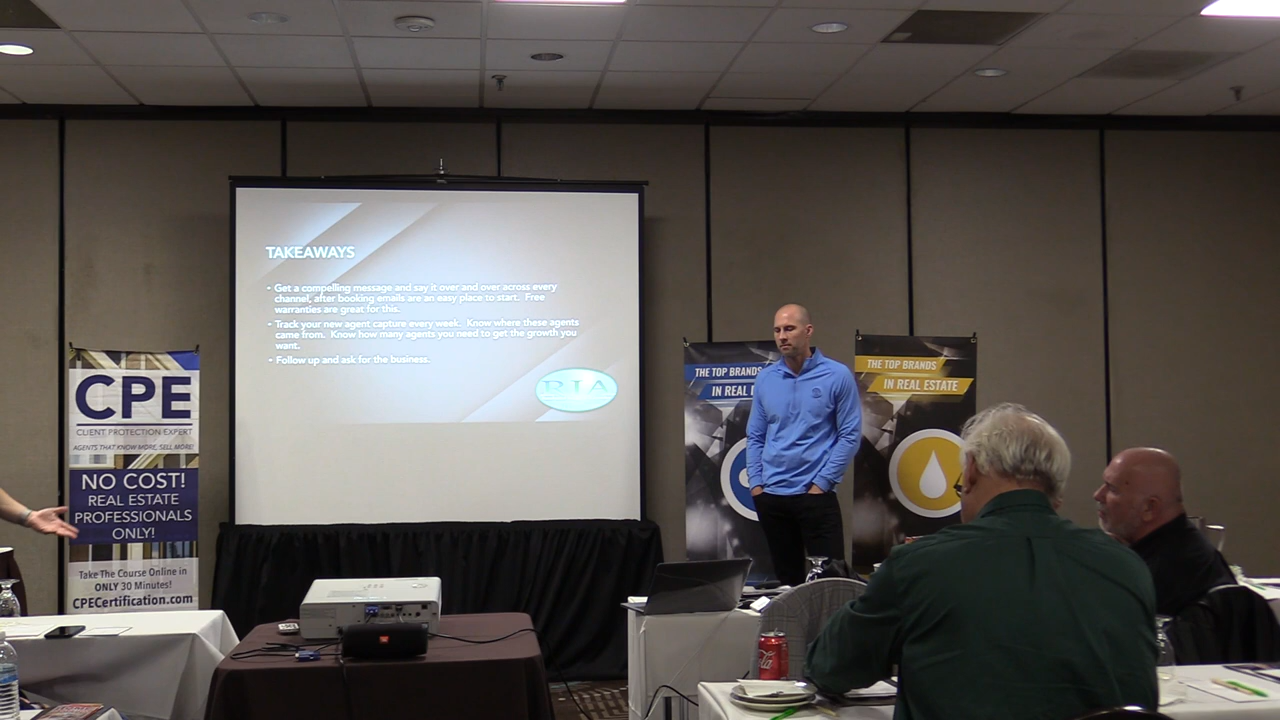 TAKEAWAYS
• Get a compelling message and say it over and over across every
channel, after booking emails are an easy place to start. Free
warranties are great for this.
• Track your new agent capture every week. Know where these agents
came from. Know how many agents you need to get the growth you
want.
• Follow up and ask for the business.
CPE
CLIENT PROTECTION EXPERT
AGENTS THAT KNOW MORE, SELL MORE!
NO COST!
REAL ESTATE
PROFESSIONALS
ONLY!
Take The Course Online in
ONLY 30 Minutes!
CPECertification.com
THE TOP BRANDS
IN REAL
THE TOP BRANDS
IN REAL ESTATE
JBL